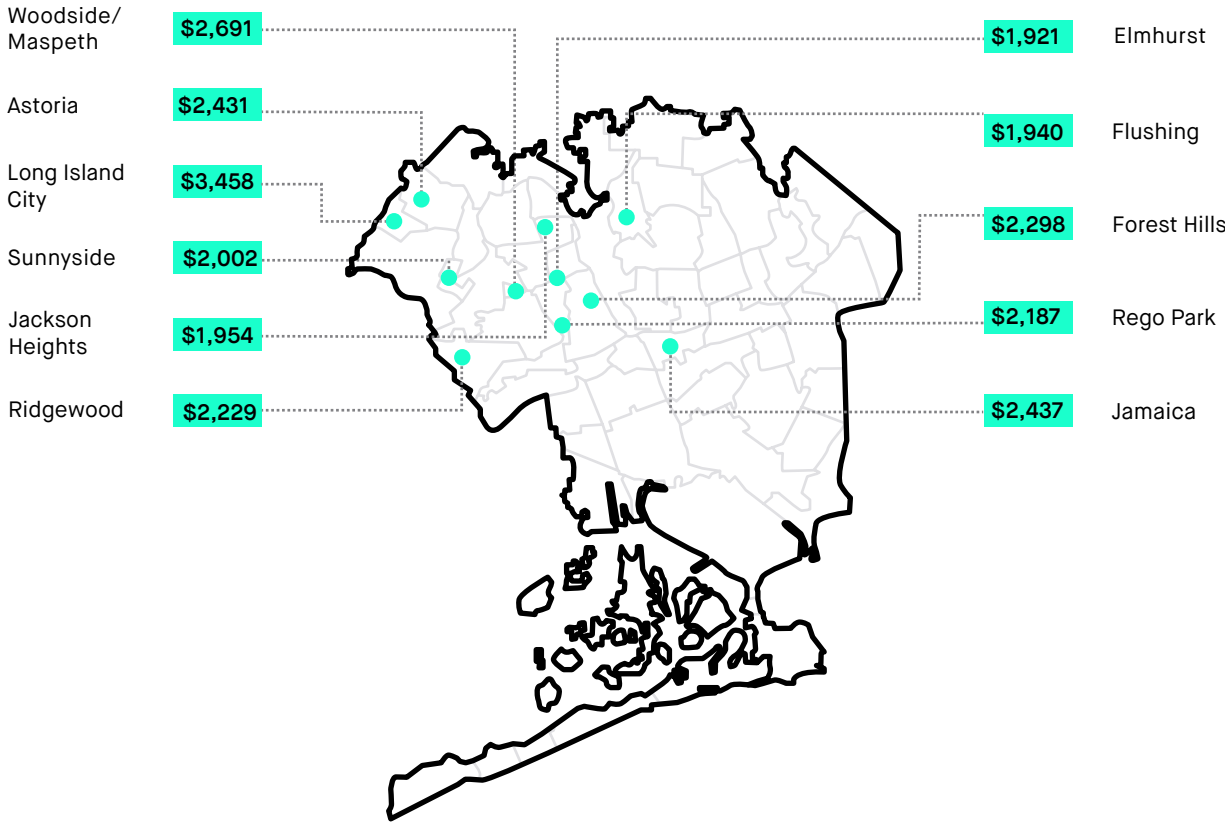 Woodside/
Maspeth
$2,691
Astoria
$2,431
Long Island
City
$3,458
Sunnyside
$2,002
Jackson
Heights
$1,954
Ridgewood
$2,229
$1,921
Elmhurst
$1,940
Flushing
$2,298
Forest Hills
$2,187
Rego Park
$2,437
Jamaica